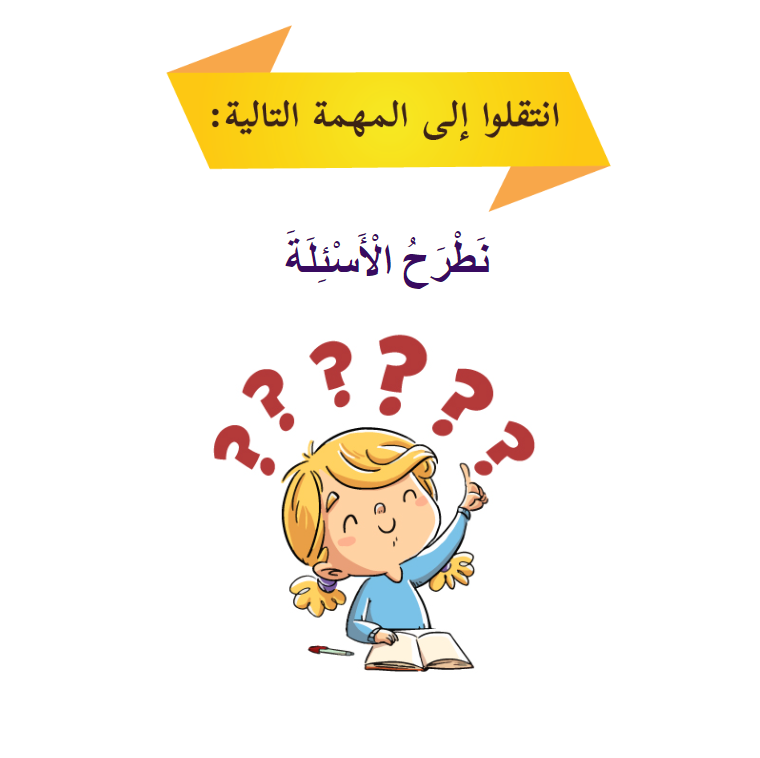 انتقلوا إلى المهمة التالية:
نَطْرَحُ الْأَسْئِلَةَ
? ? ? ? ? ?